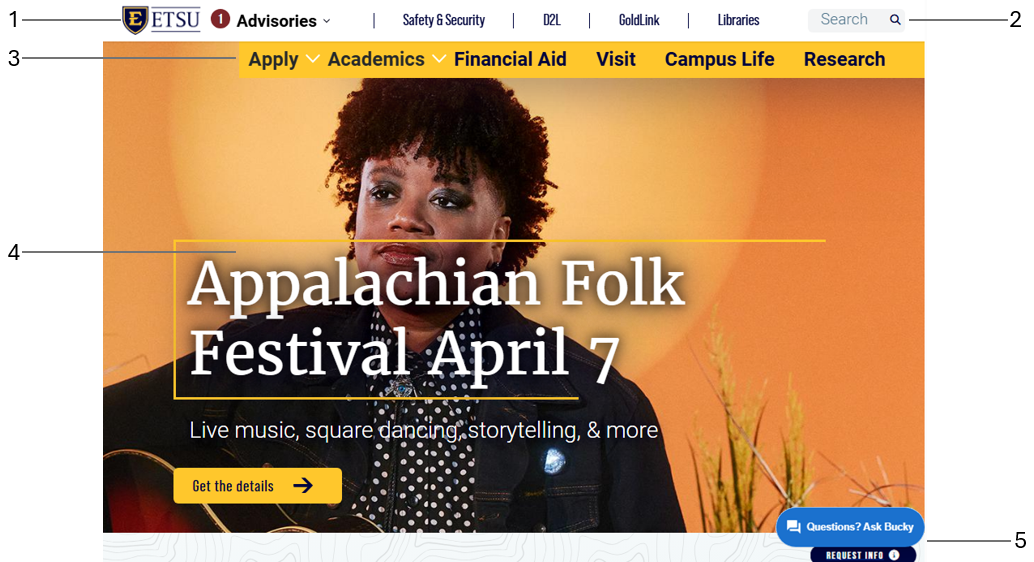 1
ETSU
1 Advisories
Safety & Security
D2L
GoldLink
Libraries
Search
2
3
Apply
Academics
Financial Aid
Visit
Campus Life
Research
4
Appalachian Folk
Festival April 7
Live music, square dancing, storytelling, & more
Get the details
Questions? Ask Bucky
5
REQUEST INFO